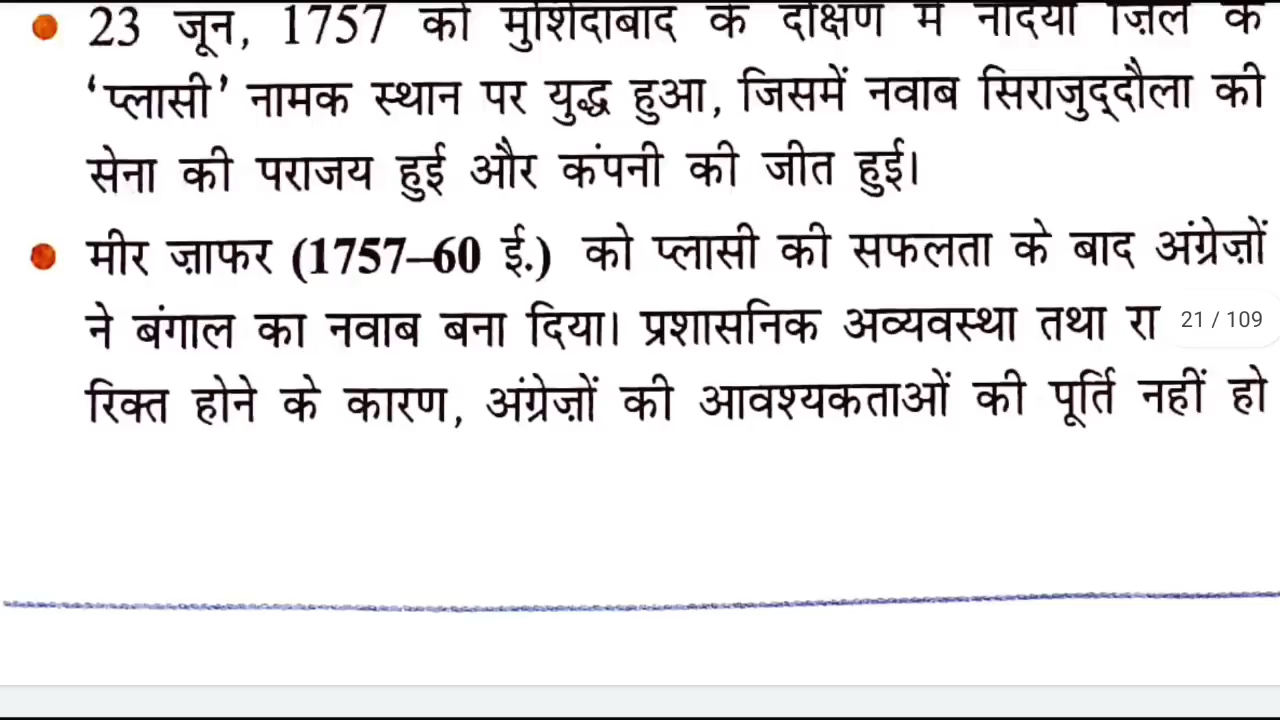 23 जून, 1757 को मुर्शिदाबाद के दक्षिण में नादिया ज़िले के
‘प्लासी’ नामक स्थान पर युद्ध हुआ, जिसमें नवाब सिराजुद्‌दौला की
सेना की पराजय हुई और कंपनी की जीत हुई।
मीर ज़ाफर (1757–60 ई.) को प्लासी की सफलता के बाद अंग्रेज़ों
ने बंगाल का नवाब बना दिया। प्रशासनिक अव्यवस्था तथा रा
21 / 109
रिक्त होने के कारण, अंग्रेज़ों की आवश्यकताओं की पूर्ति नहीं हो